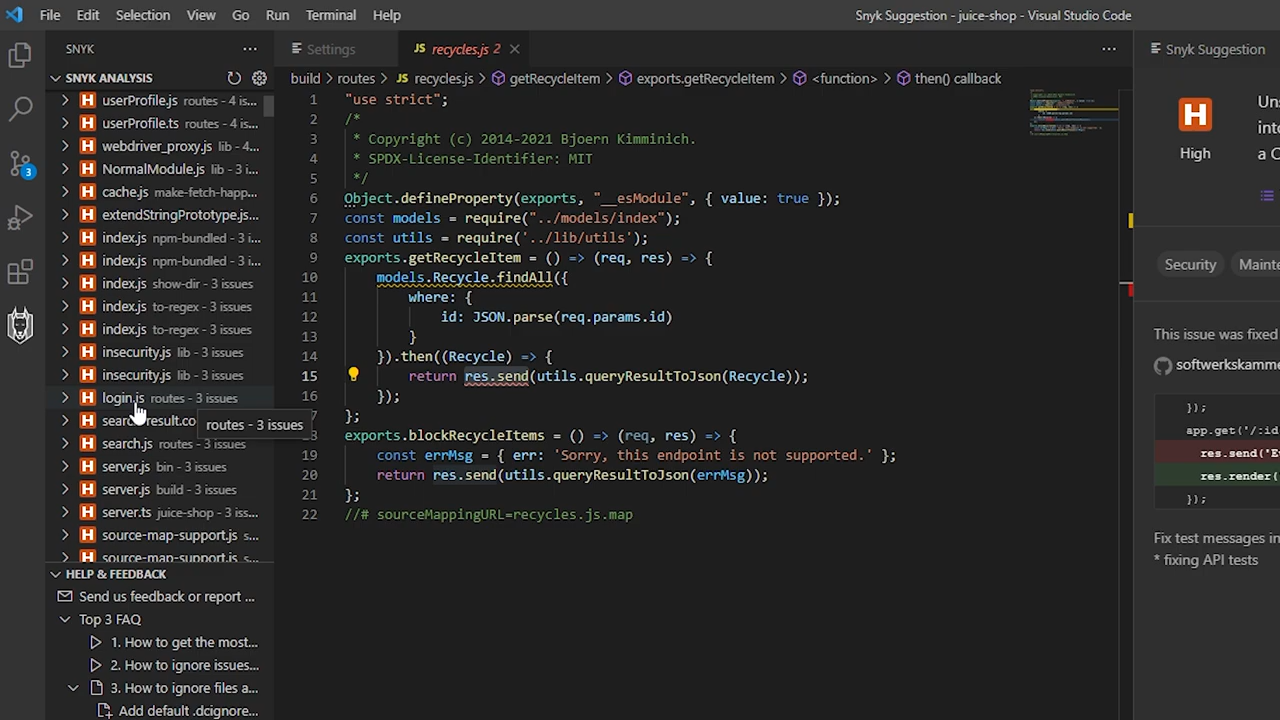 File Edit Selection View Go Run Terminal Help
Snyk Suggestion - juice-shop - Visual Studio Code
SNYK
SNYK ANALYSIS
H userProfile.js routes - 4 is...
H userProfile.ts routes - 4 is...
H webdriver_proxy.js lib - 4...
H NormalModule.js lib - 3 i...
H cache.js make-fetch-happ...
H extendStringPrototype.js...
H index.js npm-bundled - 3 i...
H index.js npm-bundled - 3 i...
H index.js show-dir - 3 issues
H index.js to-regex - 3 issues
H index.js to-regex - 3 issues
H insecurity.js lib - 3 issues
H insecurity.js lib - 3 issues
H login.js routes - 3 issues
routes - 3 issues
H search.js routes - 3 issues
H server.js bin - 3 issues
H server.js build - 3 issues
H server.ts juice-shop - 3 iss...
H source-map-support.js s...
H source-map-support.js s...
HELP & FEEDBACK
Send us feedback or report ...
Top 3 FAQ
1. How to get the most...
2. How to ignore issues...
3. How to ignore files a...
Add default .dcignore...
3
Settings
JS recycles.js 2
build > routes > JS recycles.js > getRecycleItem > exports.getRecycleItem > <function> > then() callback
1 "use strict";
2 /*
3 * Copyright (c) 2014-2021 Bjoern Kimminich.
4 * SPDX-License-Identifier: MIT
5 */
6 Object.defineProperty(exports, "__esModule", { value: true });
7 const models = require("../models/index");
8 const utils = require('../lib/utils');
9 exports.getRecycleItem = () => (req, res) => {
10 models.Recycle.findAll({
11 where: {
12 id: JSON.parse(req.params.id)
13 }
14 }).then((Recycle) => {
15 return res.send(utils.queryResultToJson(Recycle));
16 });
17 };
18 exports.blockRecycleItems = () => (req, res) => {
19 const errMsg = { err: 'Sorry, this endpoint is not supported.' };
20 return res.send(utils.queryResultToJson(errMsg));
21 };
22 //# sourceMappingURL=recycles.js.map
Snyk Suggestion
H
High
Uns
into
a C
Security
Mainte
This issue was fixed
softwerkskamme
});
app.get('/:id
res.send('E
res.render(
});
Fix test messages in
* fixing API tests